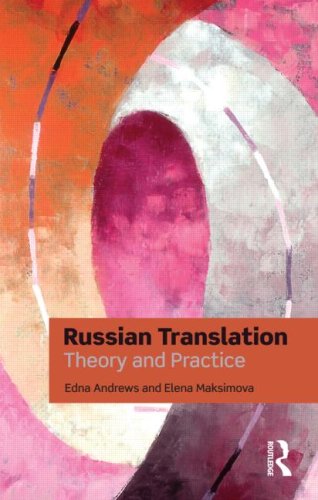 Russian Translation
Theory and Practice
Edna Andrews and Elena Maksimova
ROUTLEDGE